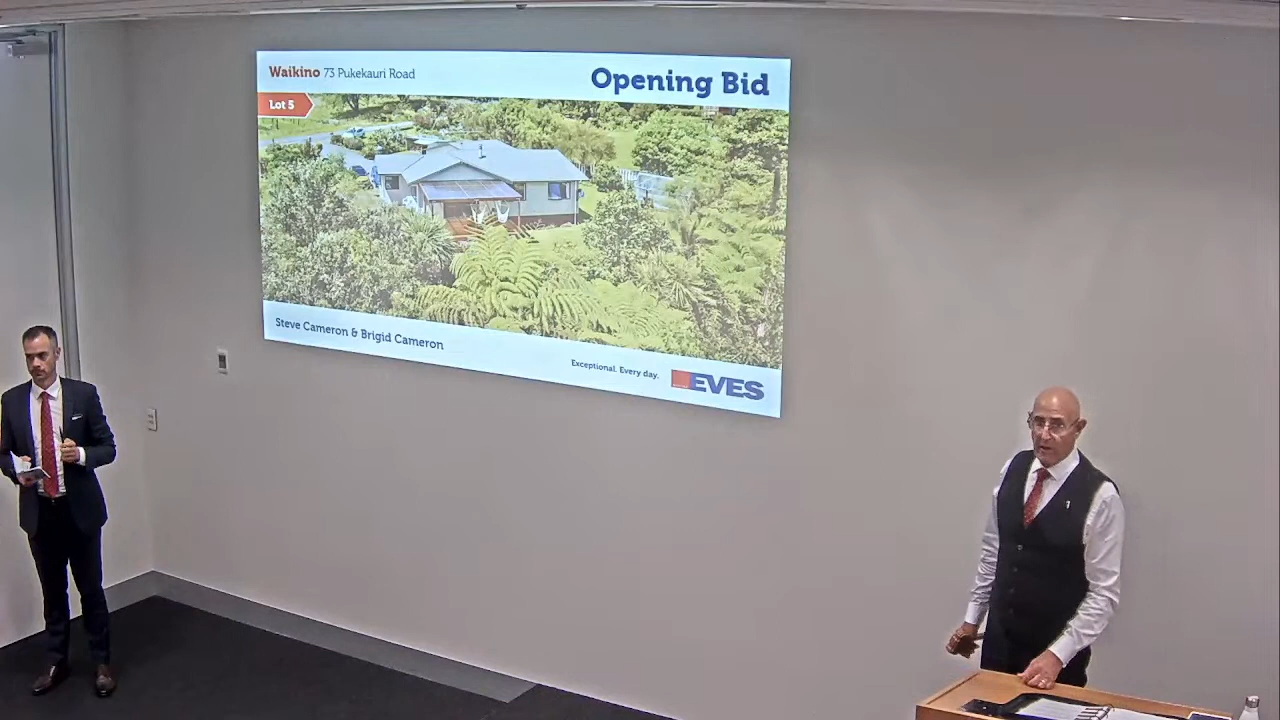 Waikino 73 Pukekauri Road
Opening Bid
Lot 5
Steve Cameron & Brigid Cameron
Exceptional. Every day.
EVES